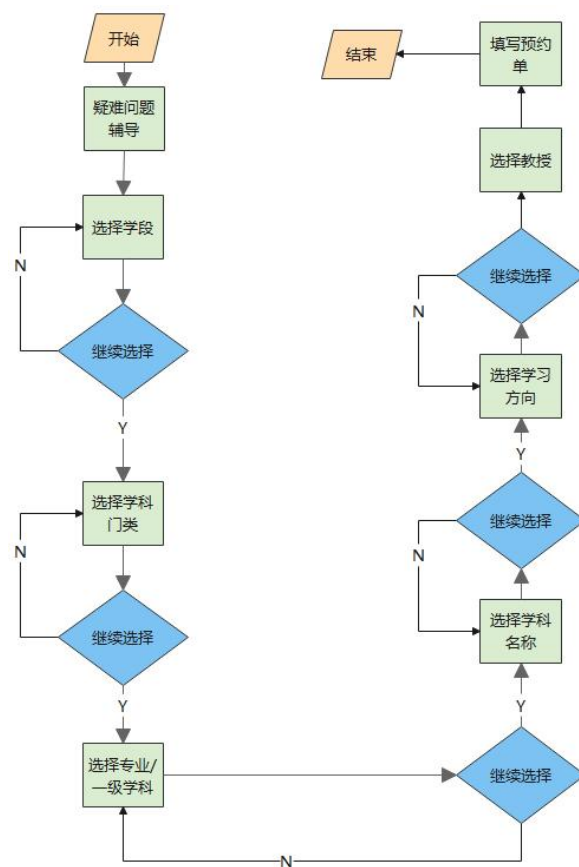 开始
疑难问题
辅导
选择学段
N
继续选择
Y
选择学科
门类
N
继续选择
Y
选择专业/
一级学科
继续选择
N
Y
选择学科
名称
N
继续选择
Y
选择学习
方向
N
继续选择
选择教授
填写预约
单
结束